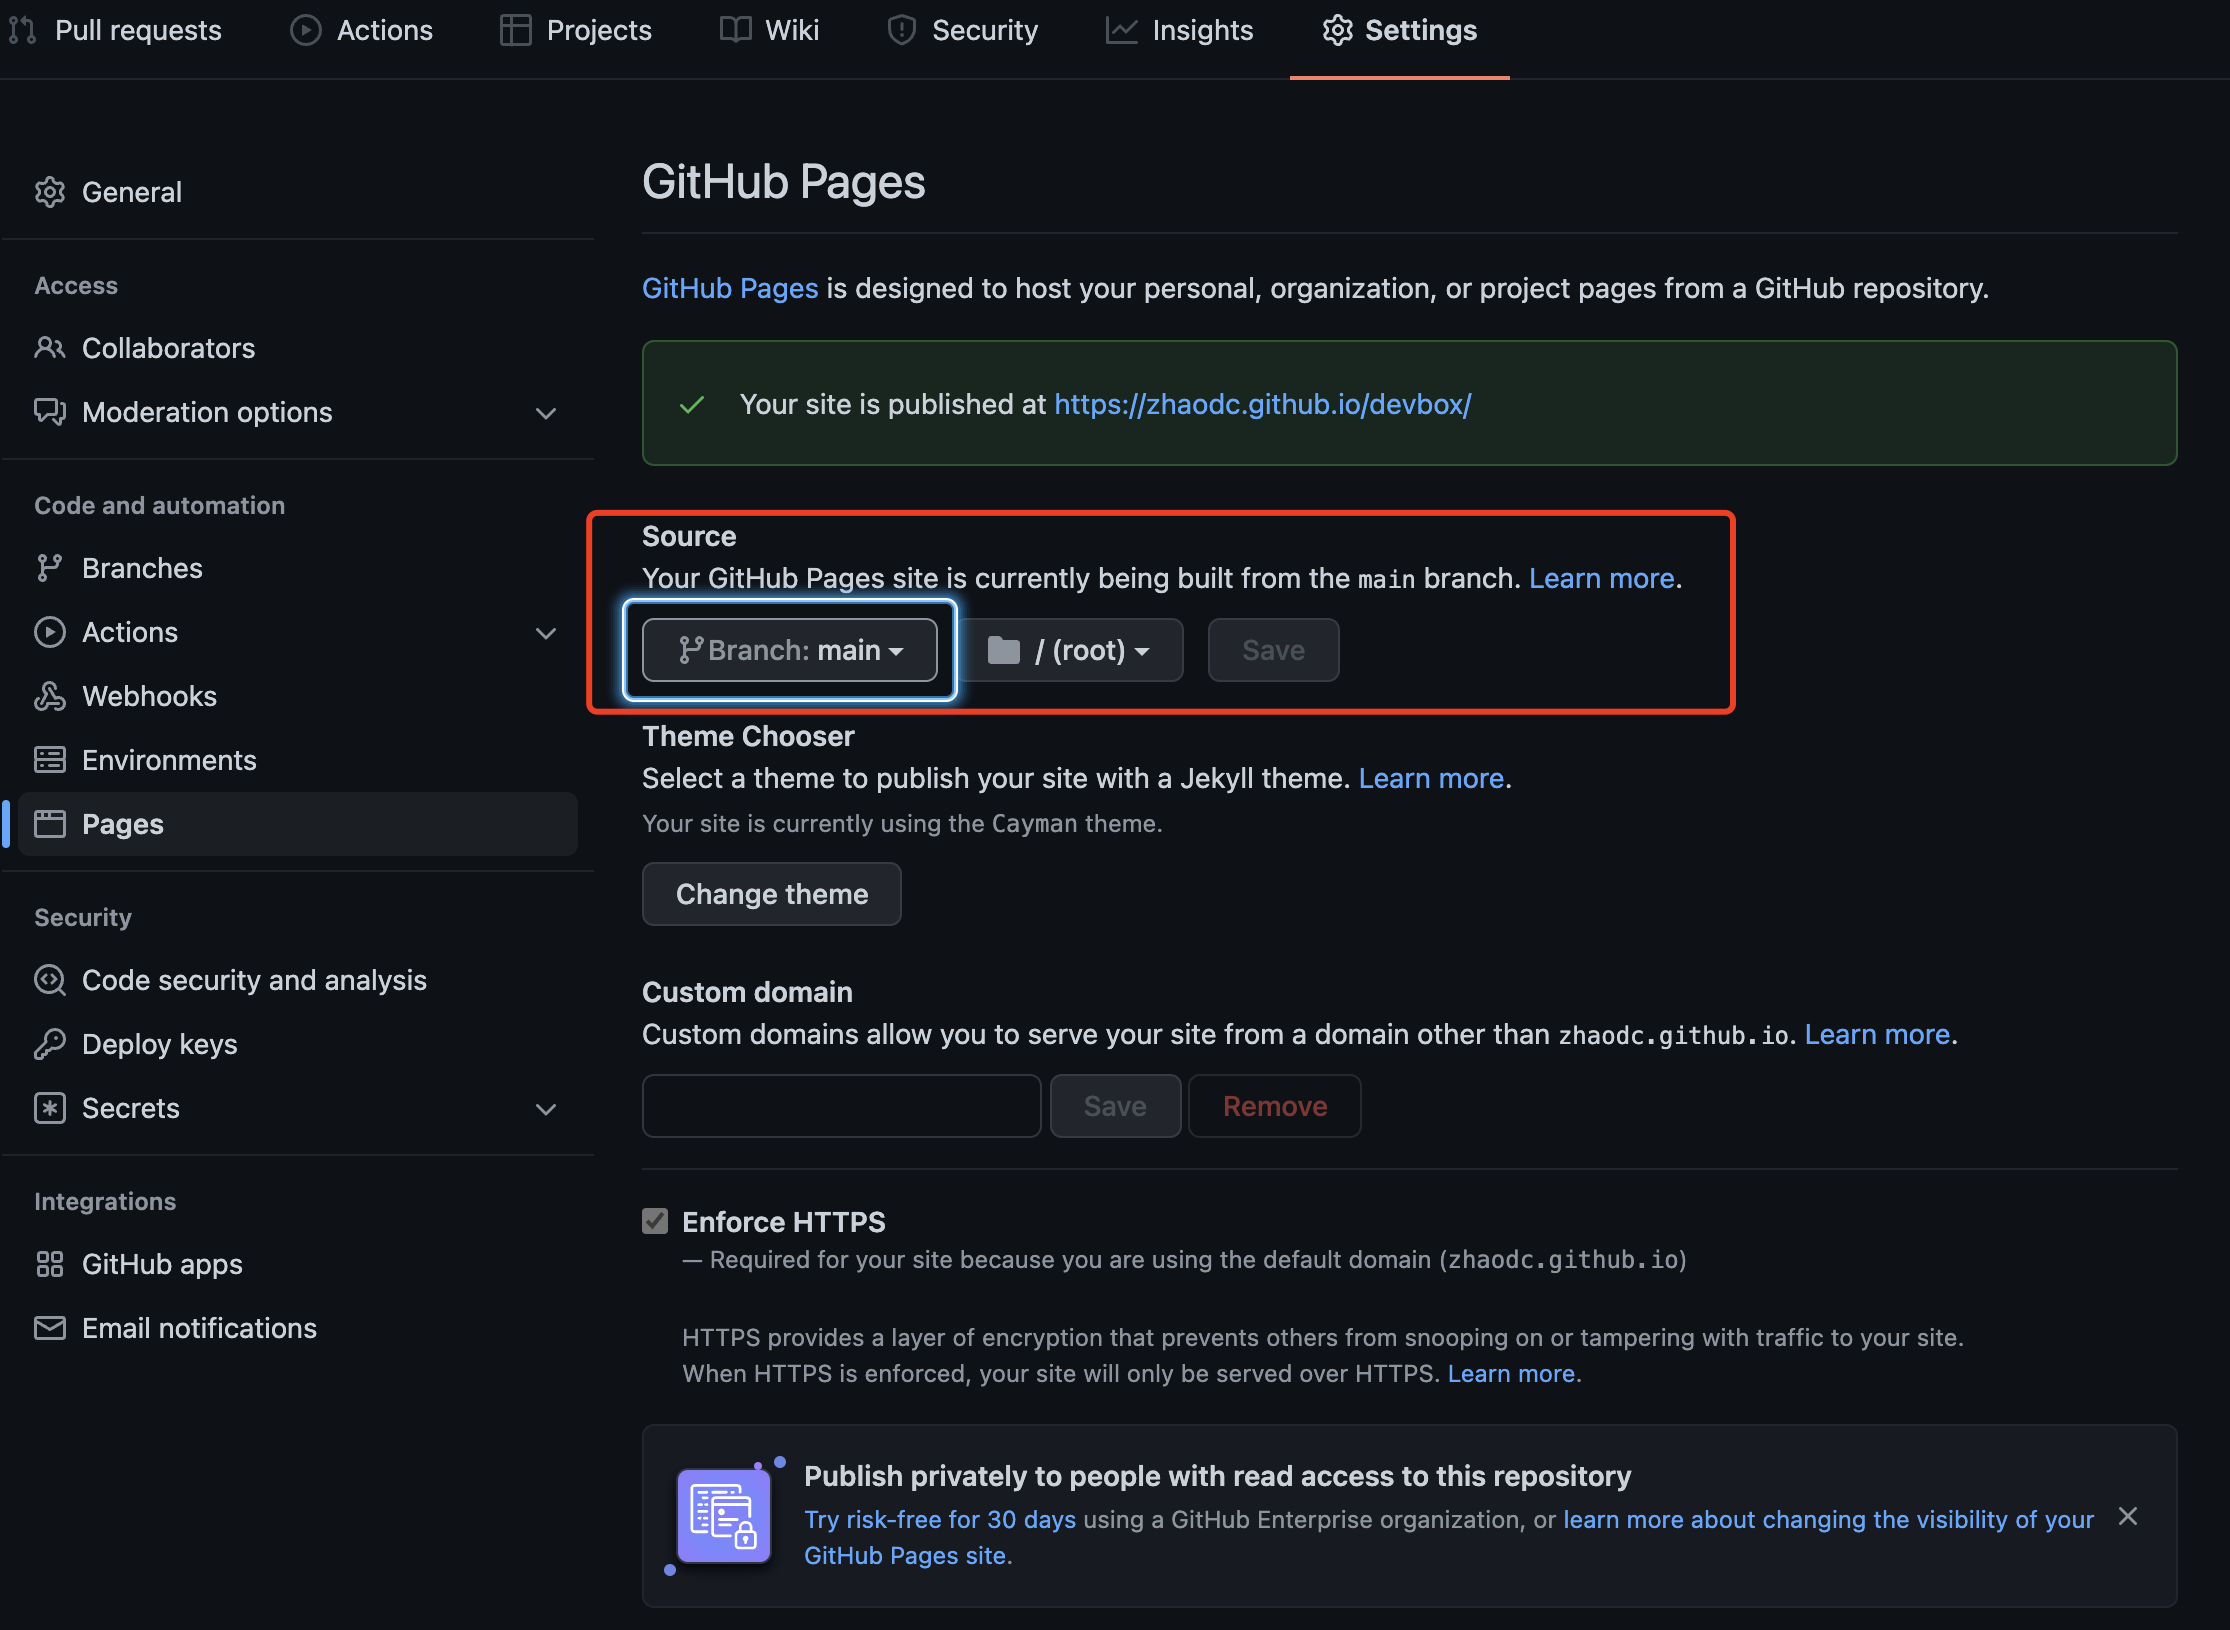 Pull requests
Actions
Projects
Wiki
Security
Insights
Settings
General
Access
Collaborators
Moderation options
Code and automation
Branches
Actions
Webhooks
Environments
Pages
Security
Code security and analysis
Deploy keys
Secrets
Integrations
GitHub apps
Email notifications
GitHub Pages
GitHub Pages is designed to host your personal, organization, or project pages from a GitHub repository.
Your site is published at https://zhaodc.github.io/devbox/
Source
Your GitHub Pages site is currently being built from the main branch. Learn more.
Branch: main
/ (root)
Save
Theme Chooser
Select a theme to publish your site with a Jekyll theme. Learn more.
Your site is currently using the Cayman theme.
Change theme
Custom domain
Custom domains allow you to serve your site from a domain other than zhaodc.github.io. Learn more.
Save
Remove
Enforce HTTPS
— Required for your site because you are using the default domain (zhaodc.github.io)
HTTPS provides a layer of encryption that prevents others from snooping on or tampering with traffic to your site.
When HTTPS is enforced, your site will only be served over HTTPS. Learn more.
Publish privately to people with read access to this repository
Try risk-free for 30 days using a GitHub Enterprise organization, or learn more about changing the visibility of your
GitHub Pages site.